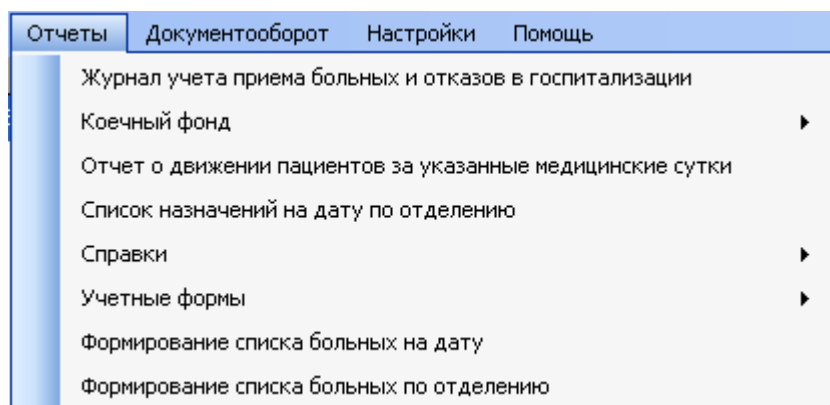 Отчеты Документооборот Настройки Помощь
Журнал учета приема больных и отказов в госпитализации
Коечный фонд
Отчет о движении пациентов за указанные медицинские сутки
Список назначений на дату по отделению
Справки
Учетные формы
Формирование списка больных на дату
Формирование списка больных по отделению